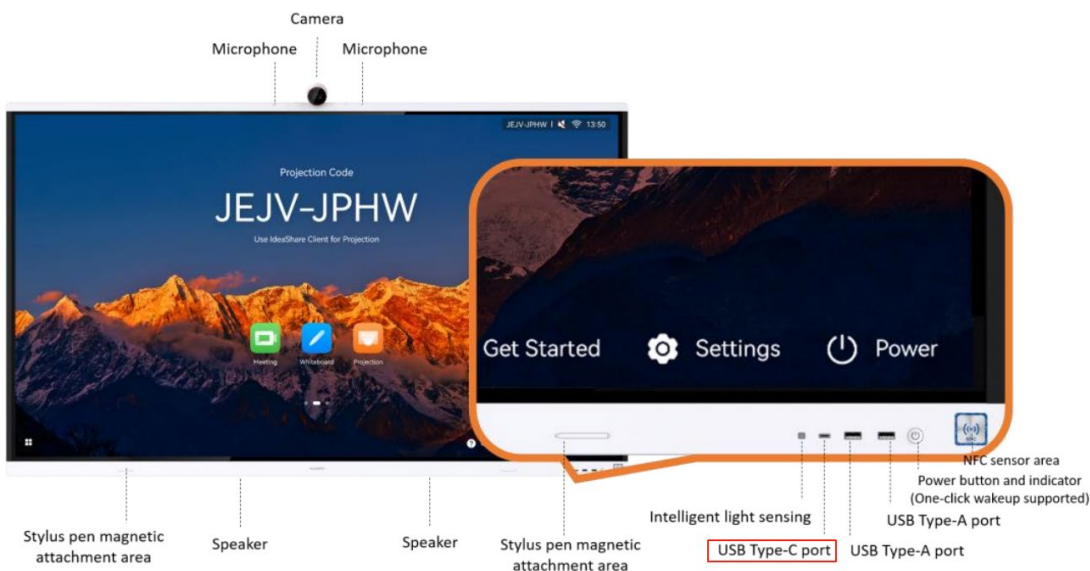 Camera
Microphone
Microphone
JEJV-JPHW
13:50
Projection Code
JEJV-JPHW
Use IdeaShare Client for Projection
Meeting
Whiteboard
Projection
Get Started
Settings
Power
NFC sensor area
Power button and indicator
(One-click wakeup supported)
Intelligent light sensing
USB Type-A port
USB Type-C port
USB Type-A port
Stylus pen magnetic
attachment area
Speaker
Speaker
Stylus pen magnetic
attachment area